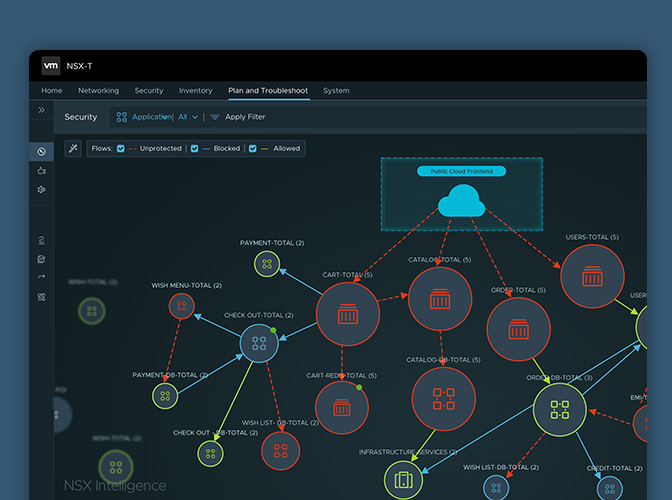 vm NSX-T
Home Networking Security Inventory Plan and Troubleshoot System
Security Application All Apply Filter
Flows: Unprotected Blocked Allowed
Public Cloud Frontend
PAYMENT-TOTAL (2)
USERS-TOTAL (5)
CATALOG-TOTAL (5)
CART-TOTAL (5)
WISH TOTAL (2)
WISH MENU-TOTAL (2)
ORDER-TOTAL (5)
USER
CHECK OUT-TOTAL (2)
CATALOG-DB-TOTAL (5)
PAYMENT-DB-TOTAL (2)
CART-REDIS-TOTAL (5)
ORDER-DB-TOTAL (3)
POI
EMI-T
WISH LIST- DB-TOTAL (2)
CHECK OUT - DB-TOTAL (2)
WISH-TOTAL (2)
INFRASTRUCTURE-SERVICES (2)
WISH LIST-DB-TOTAL (2)
CREDIT-TOTAL (2)
NSX Intelligence